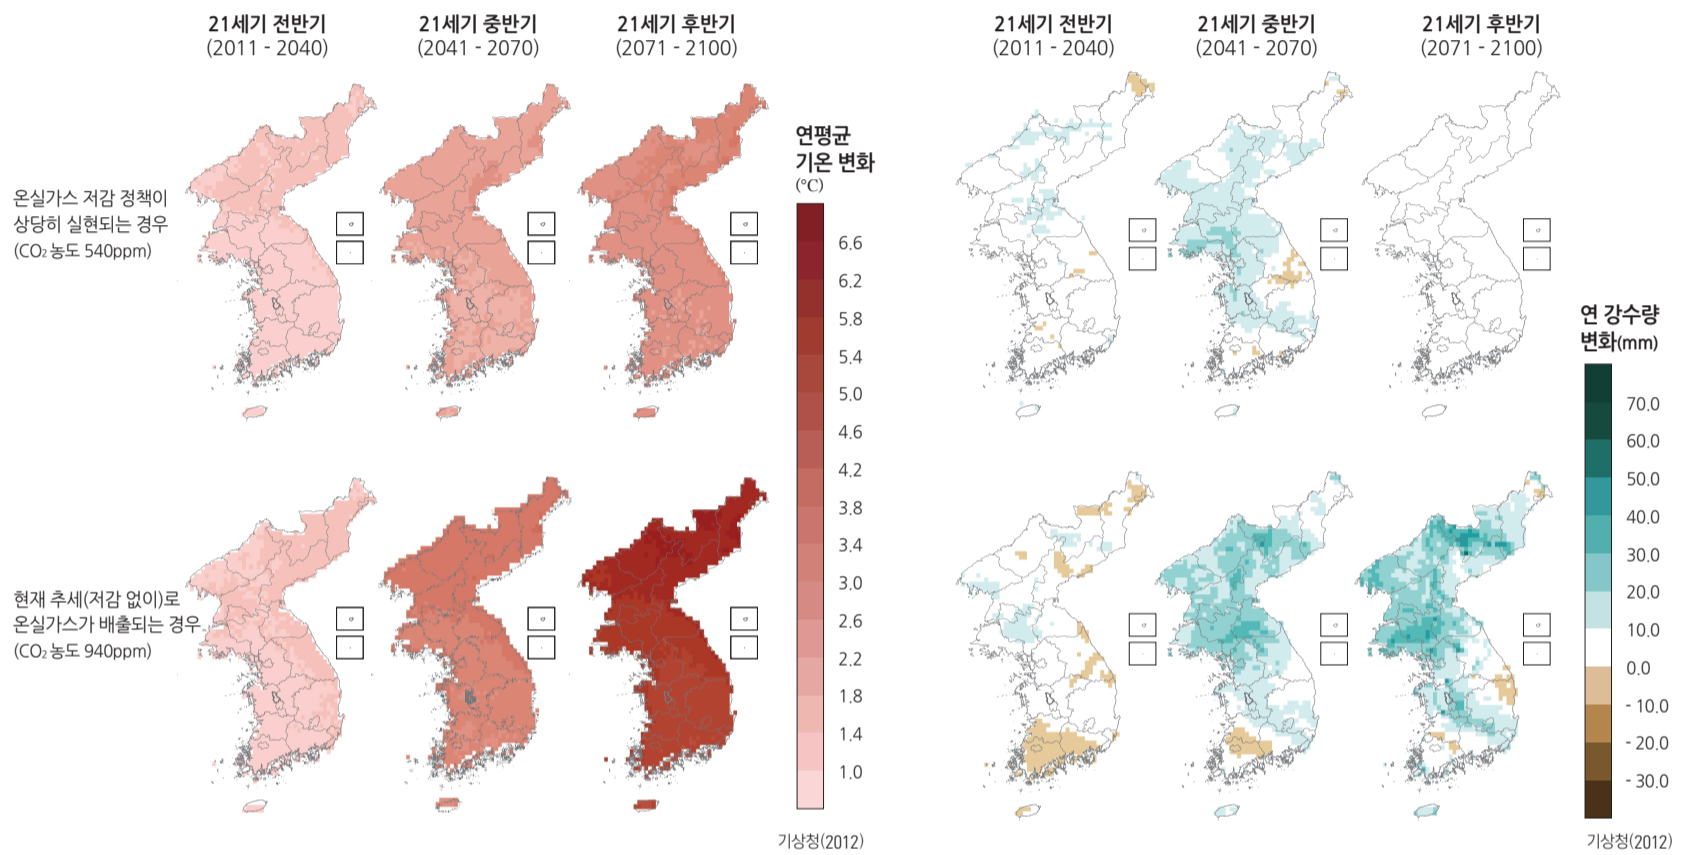 21세기 전반기
(2011 - 2040)
21세기 중반기
(2041 - 2070)
21세기 후반기
(2071 - 2100)
21세기 전반기
(2011 - 2040)
21세기 중반기
(2041 - 2070)
21세기 후반기
(2071 - 2100)
온실가스 저감 정책이
상당히 실현되는 경우
(CO₂ 농도 540ppm)
현재 추세(저감 없이)로
온실가스가 배출되는 경우
(CO₂ 농도 940ppm)
연평균
기온 변화
(℃)
6.6
6.2
5.8
5.4
5.0
4.6
4.2
3.8
3.4
3.0
2.6
2.2
1.8
1.4
1.0
기상청(2012)
연 강수량
변화(mm)
70.0
60.0
50.0
40.0
30.0
20.0
10.0
0.0
- 10.0
- 20.0
- 30.0
기상청(2012)